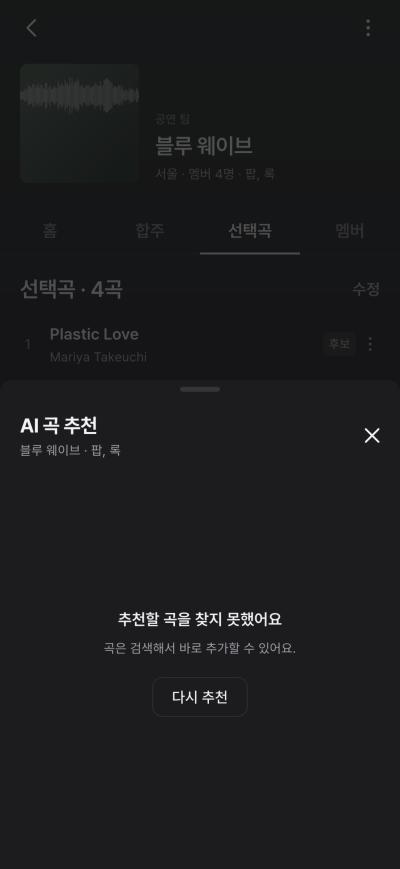 공연 팀
블루 웨이브
서울 · 멤버 4명 · 팝, 록
홈 합주 선택곡 멤버
선택곡 · 4곡 수정
1 Plastic Love 후보
Mariya Takeuchi
AI 곡 추천
블루 웨이브 · 팝, 록
추천할 곡을 찾지 못했어요
곡은 검색해서 바로 추가할 수 있어요.
다시 추천